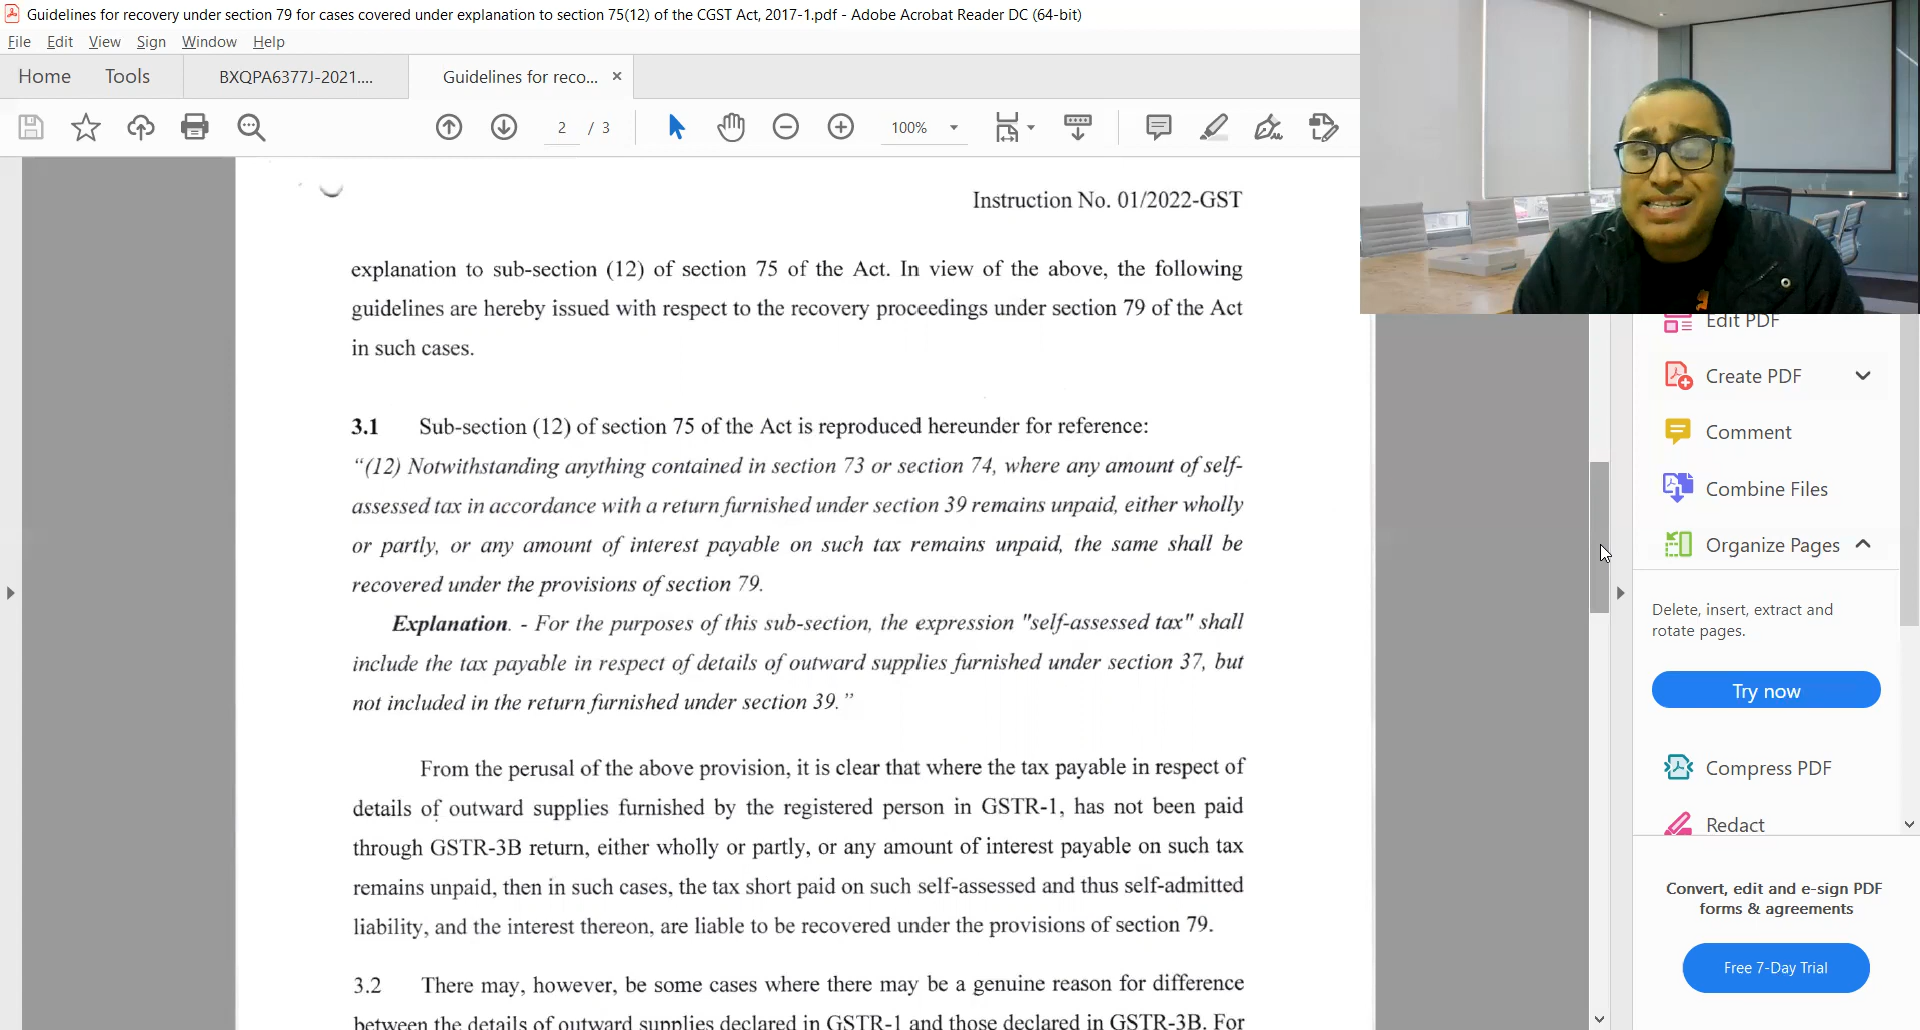 Guidelines for recovery under section 79 for cases covered under explanation to section 75(12) of the CGST Act, 2017-1.pdf - Adobe Acrobat Reader DC (64-bit)
File Edit View Sign Window Help
Home Tools BXQPA6377J-2021.... Guidelines for reco... ×
2 / 3 100%
Instruction No. 01/2022-GST
explanation to sub-section (12) of section 75 of the Act. In view of the above, the following
guidelines are hereby issued with respect to the recovery proceedings under section 79 of the Act
in such cases.
3.1 Sub-section (12) of section 75 of the Act is reproduced hereunder for reference:
“(12) Notwithstanding anything contained in section 73 or section 74, where any amount of self-
assessed tax in accordance with a return furnished under section 39 remains unpaid, either wholly
or partly, or any amount of interest payable on such tax remains unpaid, the same shall be
recovered under the provisions of section 79.
Explanation. - For the purposes of this sub-section, the expression "self-assessed tax" shall
include the tax payable in respect of details of outward supplies furnished under section 37, but
not included in the return furnished under section 39.”
From the perusal of the above provision, it is clear that where the tax payable in respect of
details of outward supplies furnished by the registered person in GSTR-1, has not been paid
through GSTR-3B return, either wholly or partly, or any amount of interest payable on such tax
remains unpaid, then in such cases, the tax short paid on such self-assessed and thus self-admitted
liability, and the interest thereon, are liable to be recovered under the provisions of section 79.
3.2 There may, however, be some cases where there may be a genuine reason for difference
between the details of outward supplies declared in GSTR-1 and those declared in GSTR-3B. For
Edit PDF
Create PDF
Comment
Combine Files
Organize Pages
Delete, insert, extract and
rotate pages.
Try now
Compress PDF
Redact
Convert, edit and e-sign PDF
forms & agreements
Free 7-Day Trial